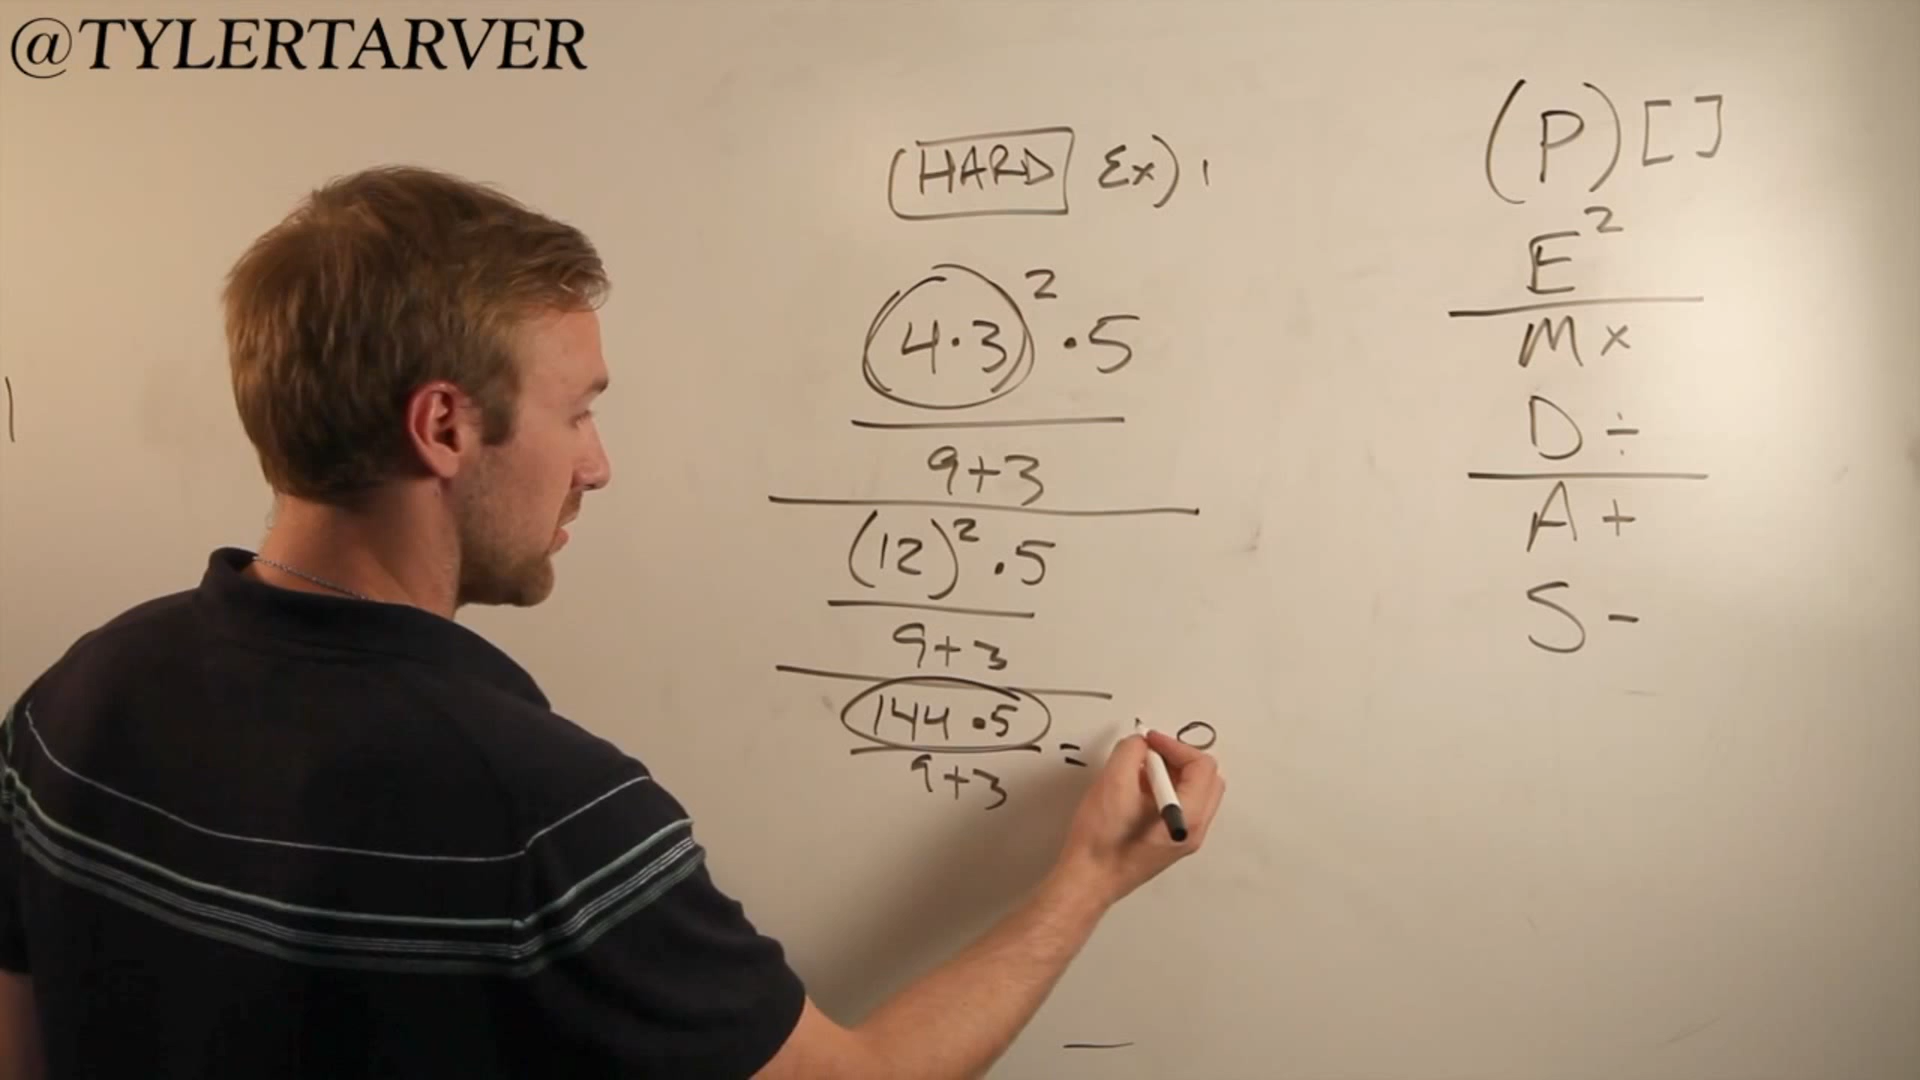 @TYLERTARVER
(HARD Ex) 1
(4·3)² ·5
9+3
(12)² ·5
9+3
144 ·5
9+3
= 0
(P) [ ]
E²
M ×
D ÷
A +
S -